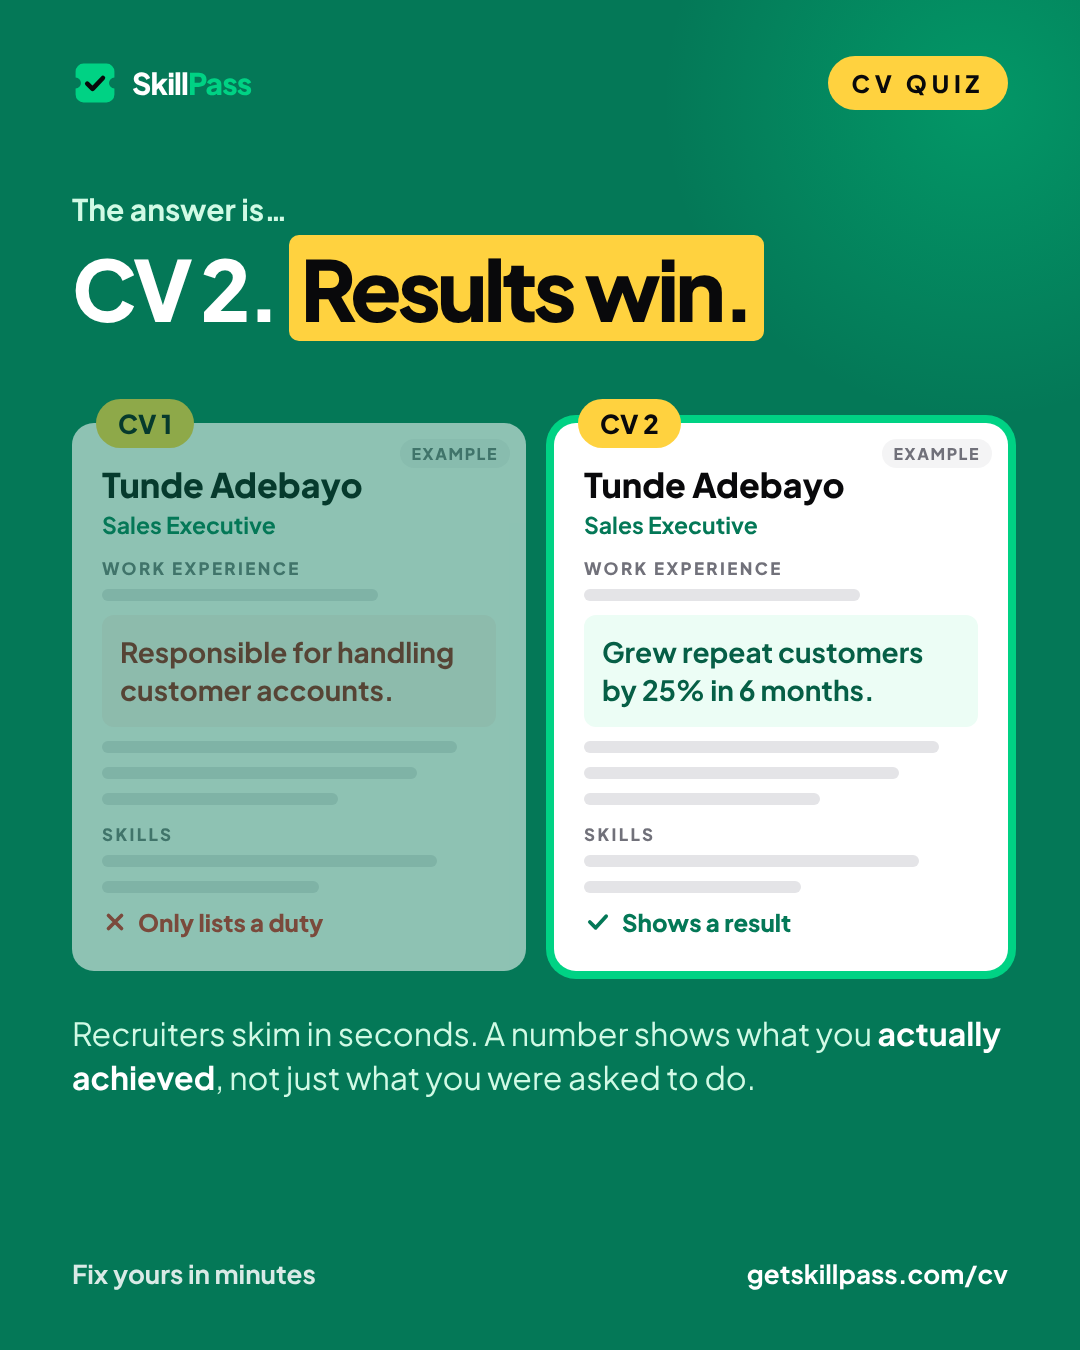 SkillPass
CV QUIZ
The answer is...
CV 2. Results win.
CV 1
EXAMPLE
Tunde Adebayo
Sales Executive
WORK EXPERIENCE
Responsible for handling
customer accounts.
SKILLS
Only lists a duty
CV 2
EXAMPLE
Tunde Adebayo
Sales Executive
WORK EXPERIENCE
Grew repeat customers
by 25% in 6 months.
SKILLS
Shows a result
Recruiters skim in seconds. A number shows what you actually
achieved, not just what you were asked to do.
Fix yours in minutes
getskillpass.com/cv